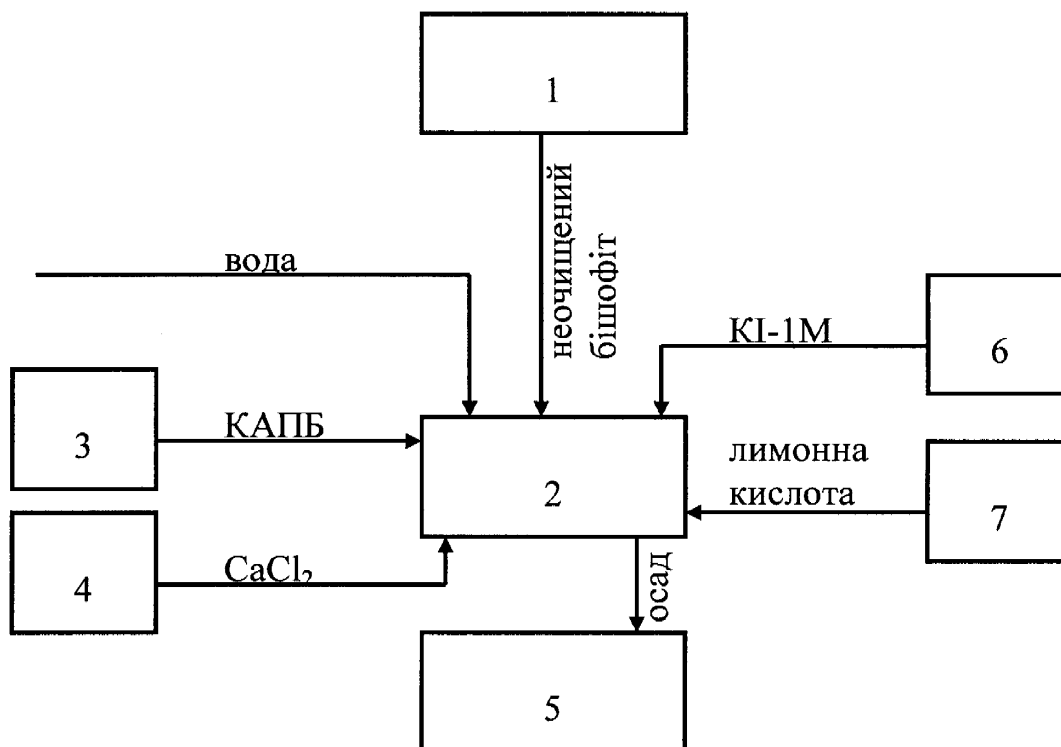 1
неочищений
бішофіт
вода
КІ-1М
6
3
КАПБ
2
лимонна
кислота
7
4
CaCl₂
осад
5